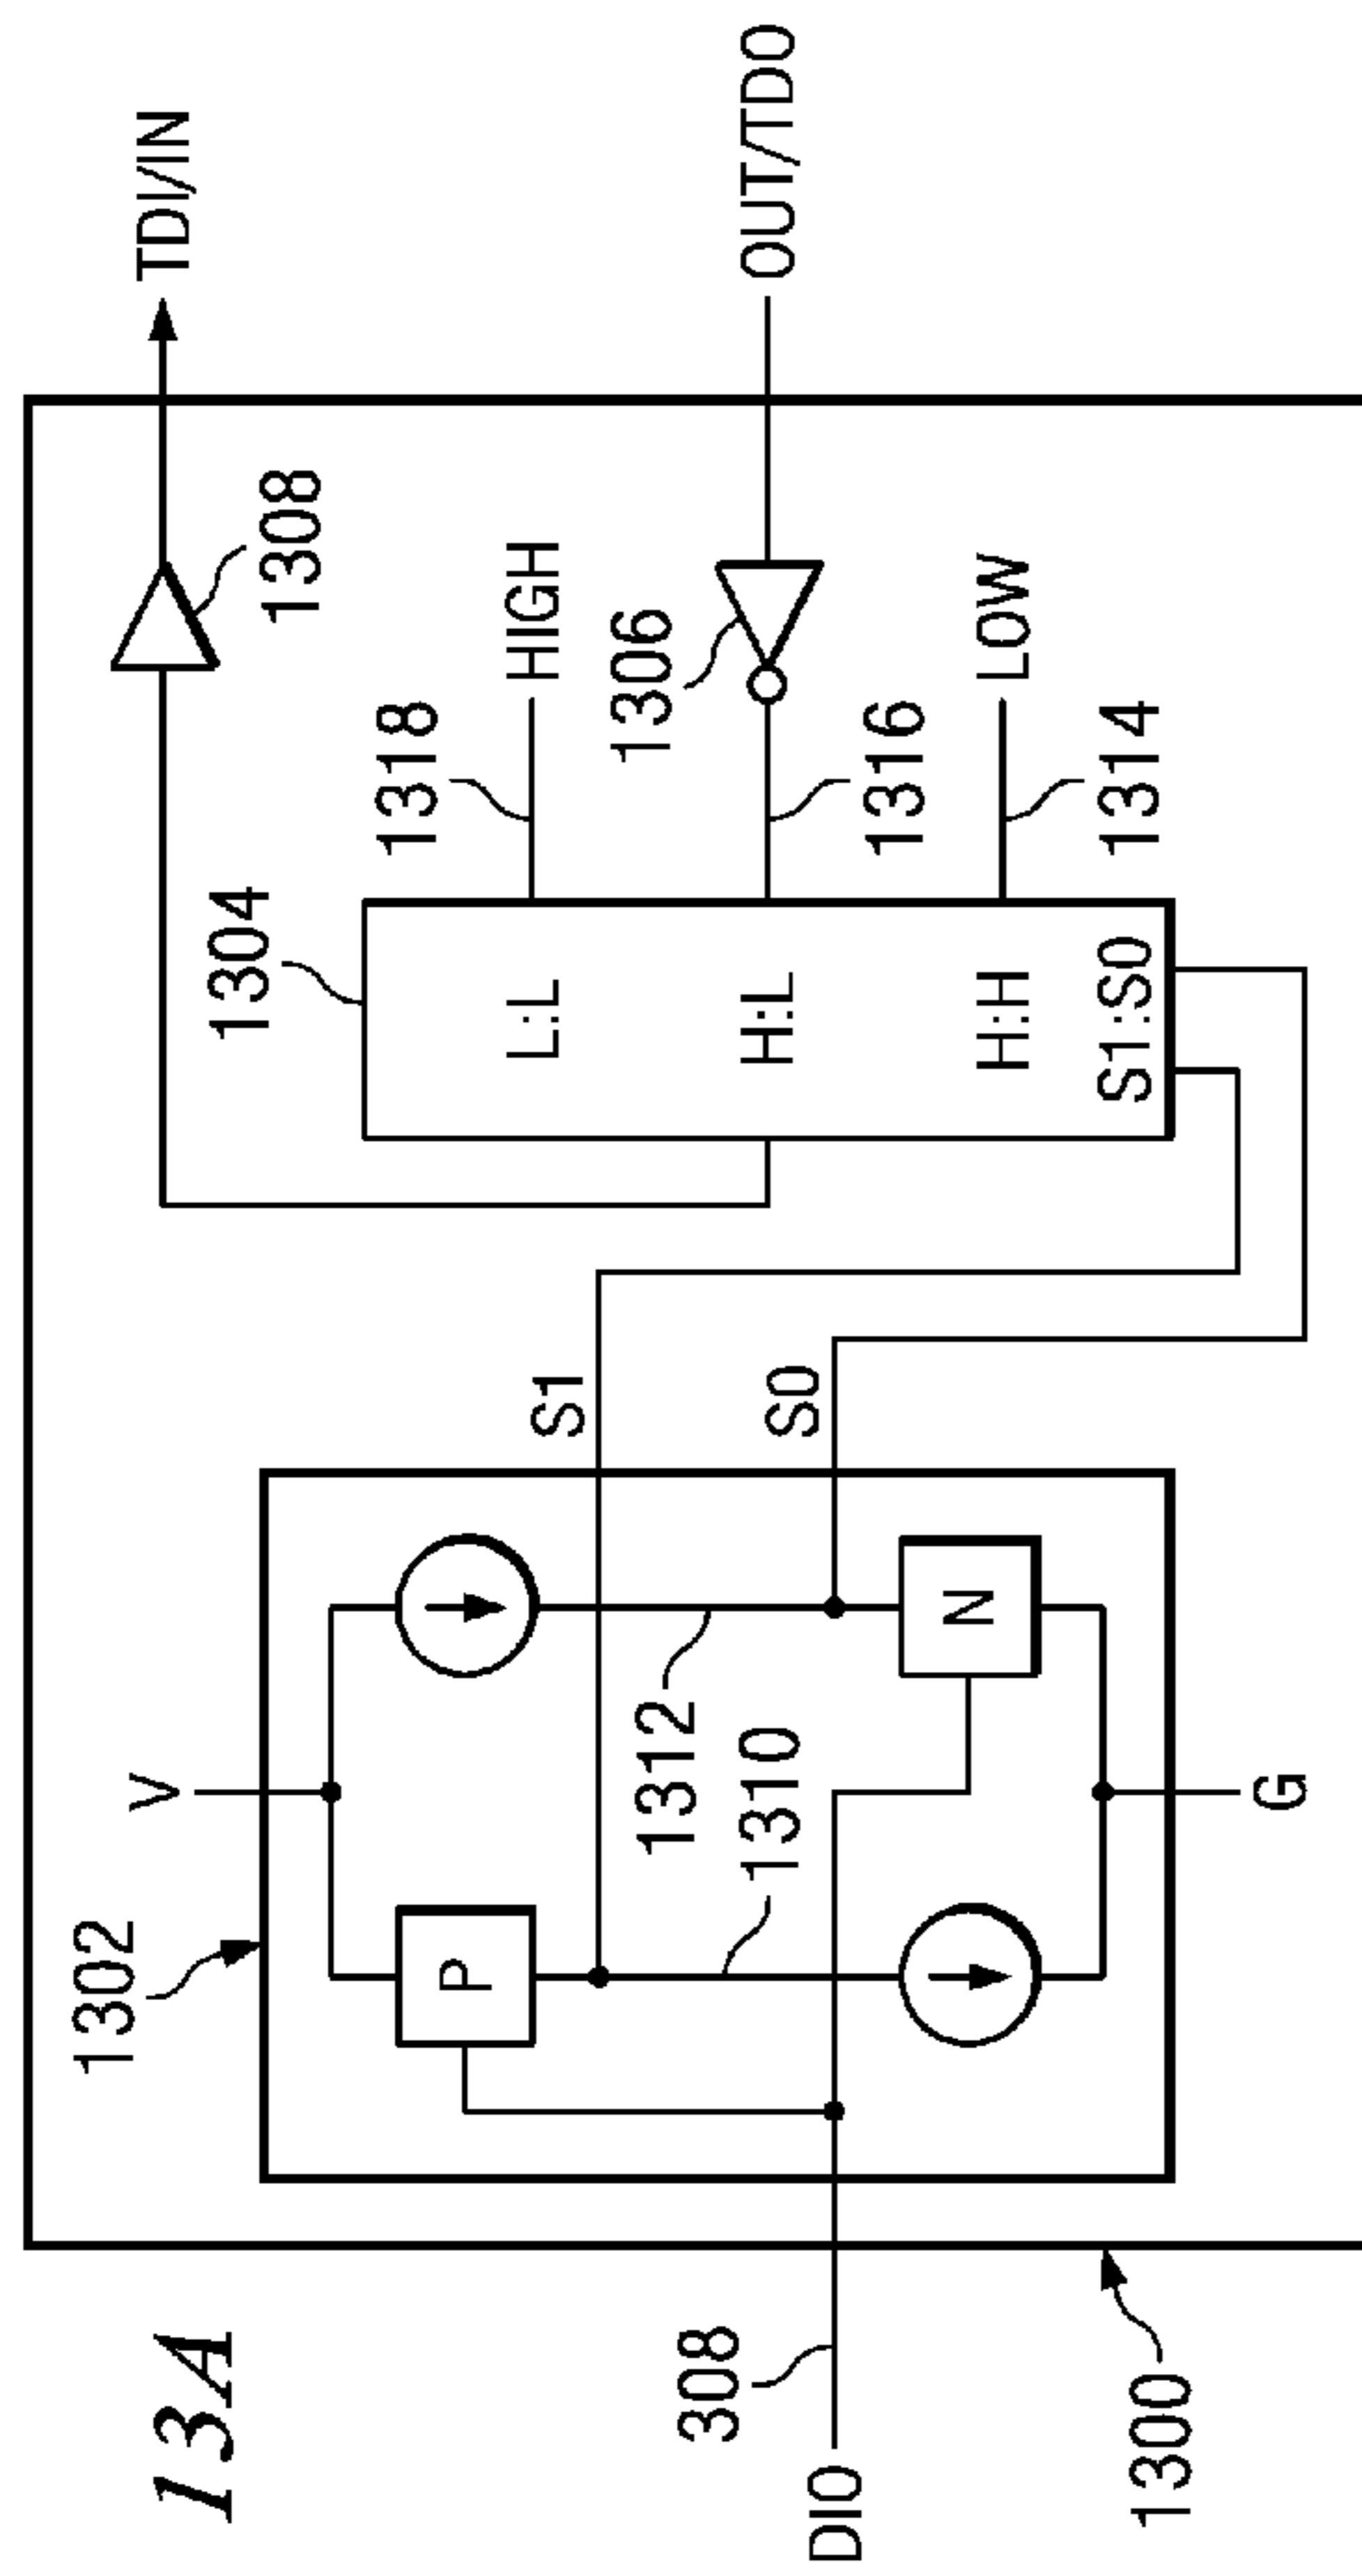 13A
1300
1302
V
TDI/IN
1308
1304
P
1318
HIGH
L:L
S1
1312
1306
308
1310
H:L
OUT/TDO
S0
DIO
1316
N
H:H
LOW
S1:S0
1314
G